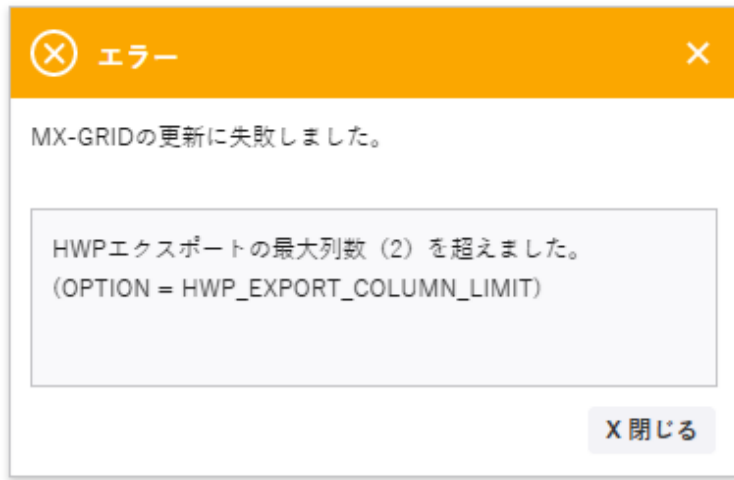 エラー
MX-GRIDの更新に失敗しました。
HWPエクスポートの最大列数（2）を超えました。
(OPTION = HWP_EXPORT_COLUMN_LIMIT)
X 閉じる